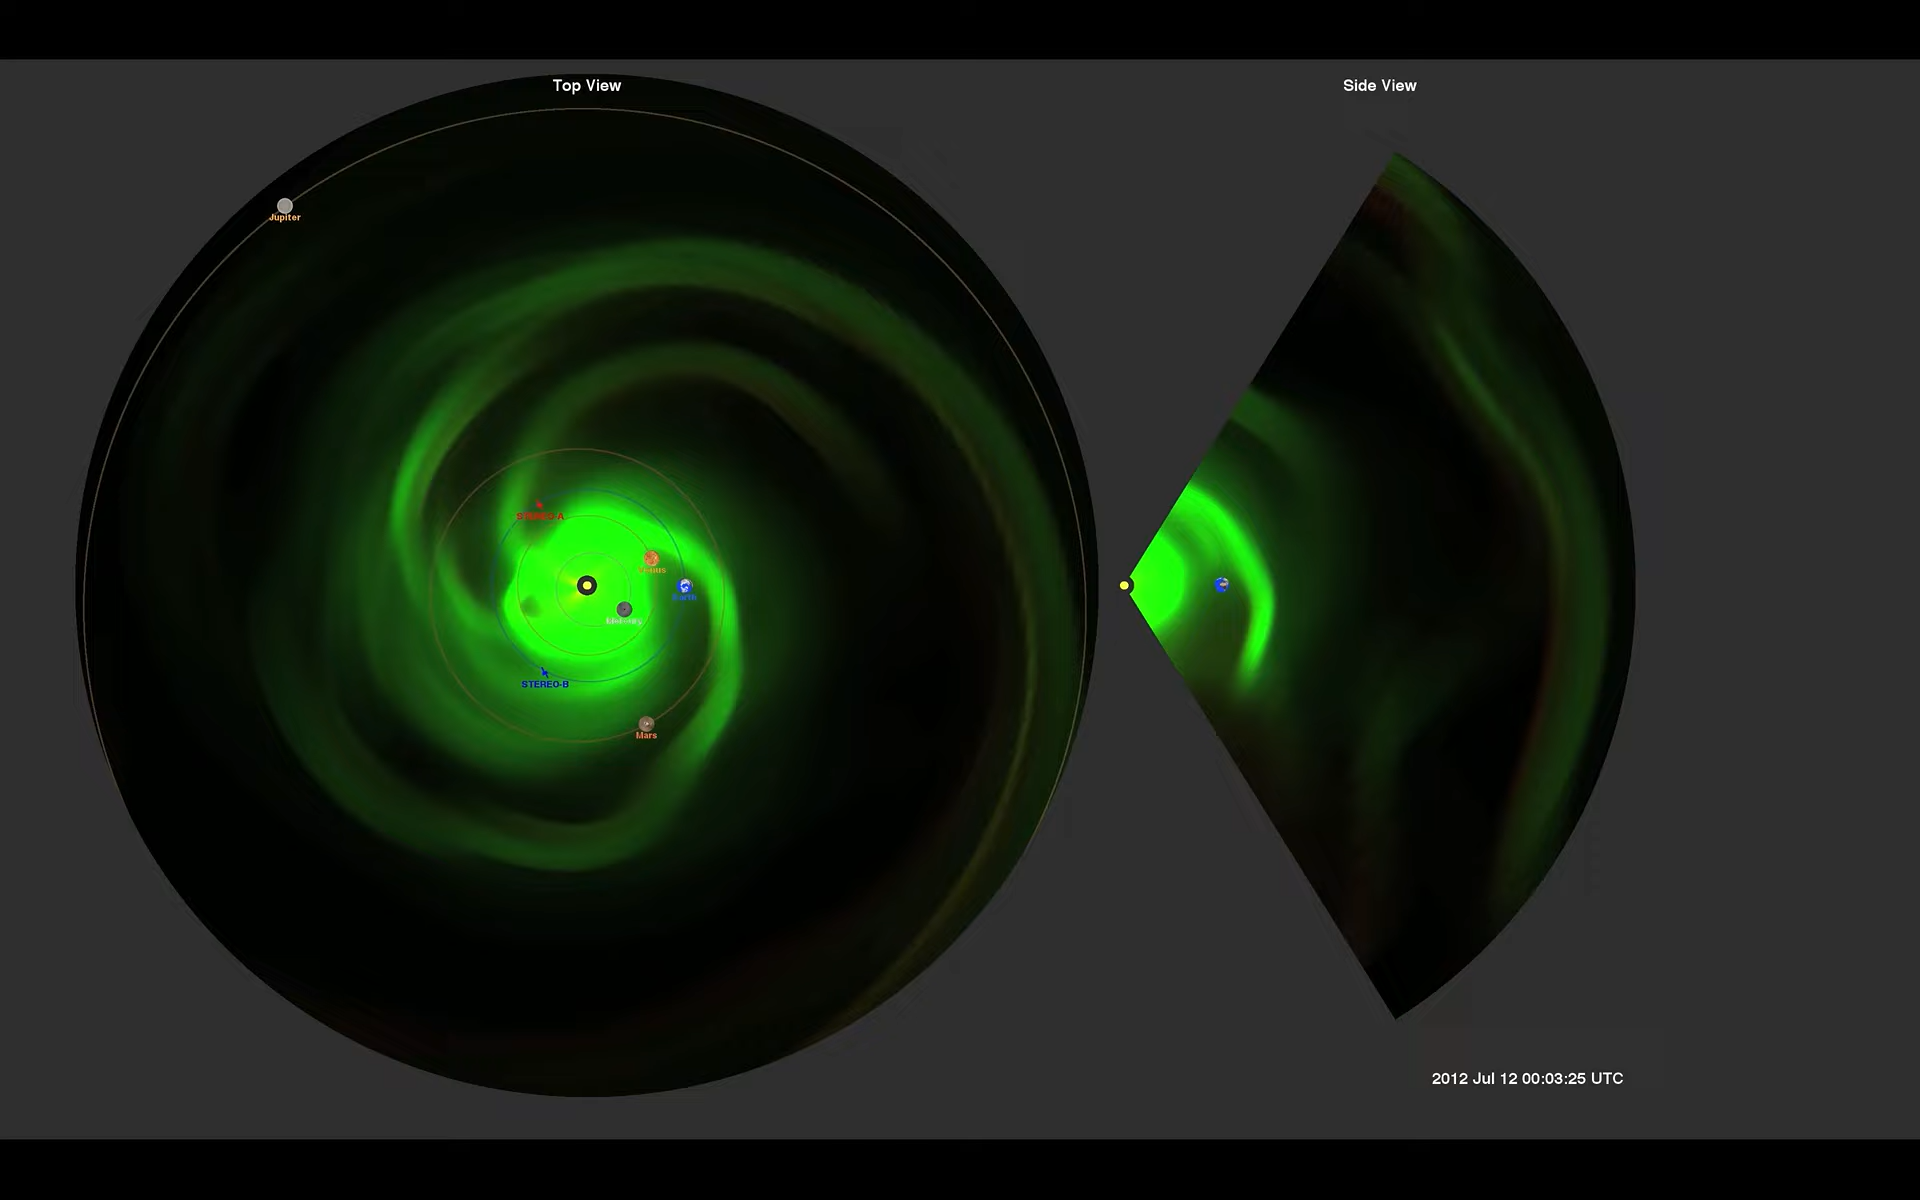 Top View
Side View
Jupiter
STEREO-A
Venus
Earth
Mercury
STEREO-B
Mars
2012 Jul 12 00:03:25 UTC